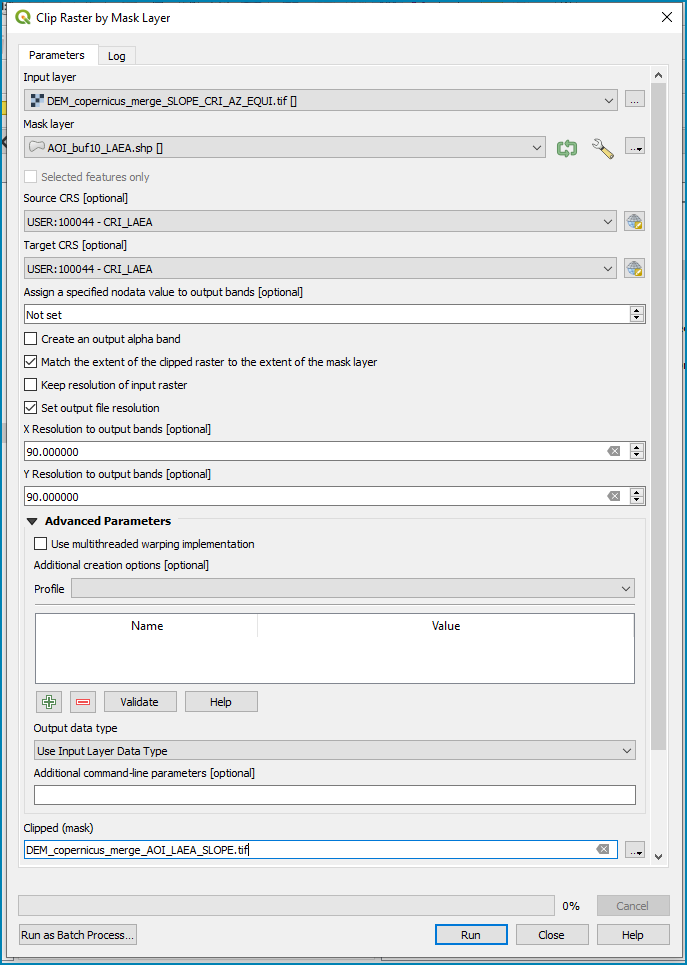 Clip Raster by Mask Layer
Parameters
Log
Input layer
DEM_copernicus_merge_SLOPE_CRI_AZ_EQUI.tif []
...
Mask layer
AOI_buf10_LAEA.shp []
...
Selected features only
Source CRS [optional]
USER:100044 - CRI_LAEA
Target CRS [optional]
USER:100044 - CRI_LAEA
Assign a specified nodata value to output bands [optional]
Not set
Create an output alpha band
Match the extent of the clipped raster to the extent of the mask layer
Keep resolution of input raster
Set output file resolution
X Resolution to output bands [optional]
90.000000
Y Resolution to output bands [optional]
90.000000
Advanced Parameters
Use multithreaded warping implementation
Additional creation options [optional]
Profile
Name Value
Validate Help
Output data type
Use Input Layer Data Type
Additional command-line parameters [optional]
Clipped (mask)
DEM_copernicus_merge_AOI_LAEA_SLOPE.tif
...
0%
Cancel
Run as Batch Process...
Run
Close
Help